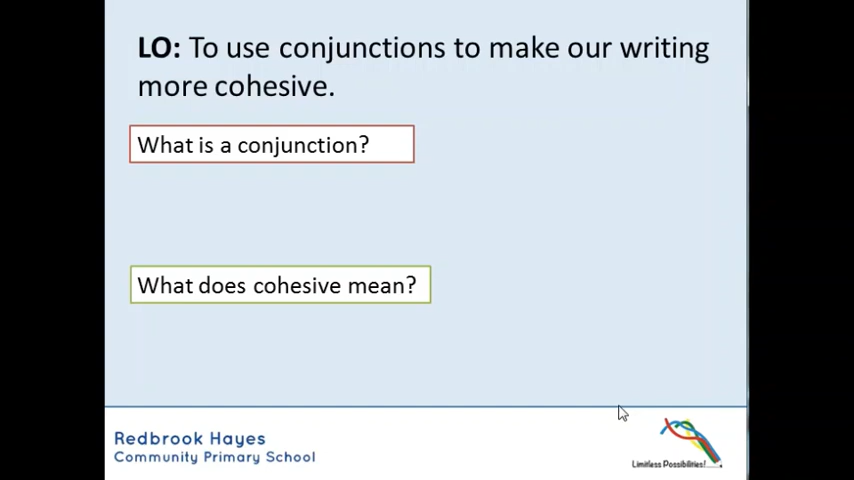 LO: To use conjunctions to make our writing
more cohesive.
What is a conjunction?
What does cohesive mean?
Redbrook Hayes
Community Primary School
Limitless Possibilities!